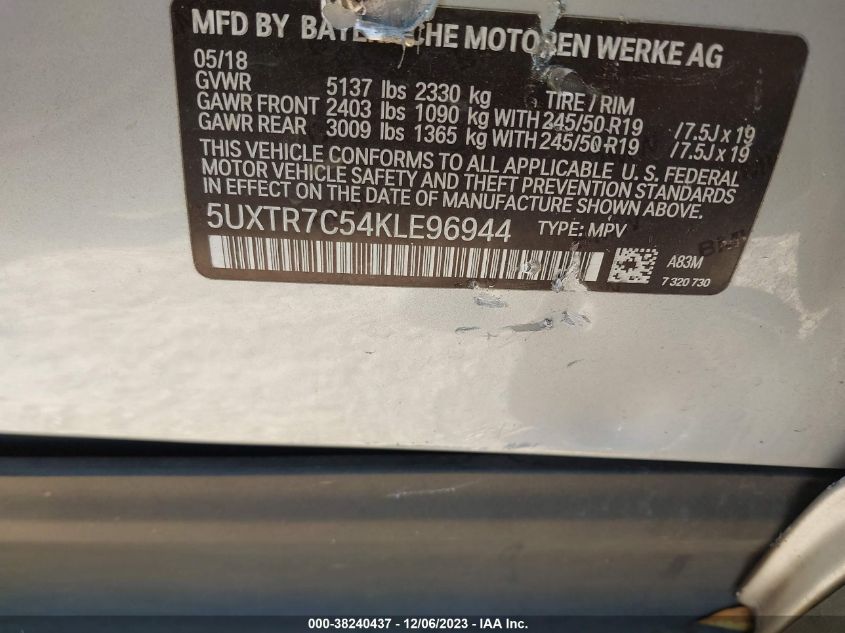 MFD BY BAYERISCHE MOTOREN WERKE AG
05/18
GVWR 5137 lbs 2330 kg TIRE / RIM
GAWR FRONT 2403 lbs 1090 kg WITH 245/50 R19 /7.5J x 19
GAWR REAR 3009 lbs 1365 kg WITH 245/50 R19 /7.5J x 19
THIS VEHICLE CONFORMS TO ALL APPLICABLE U. S. FEDERAL
MOTOR VEHICLE SAFETY AND THEFT PREVENTION STANDARDS
IN EFFECT ON THE DATE OF MANUFACTURE SHOWN ABOVE.
5UXTR7C54KLE96944 TYPE: MPV
A83M
7 320 730
000-38240437 - 12/06/2023 - IAA Inc.